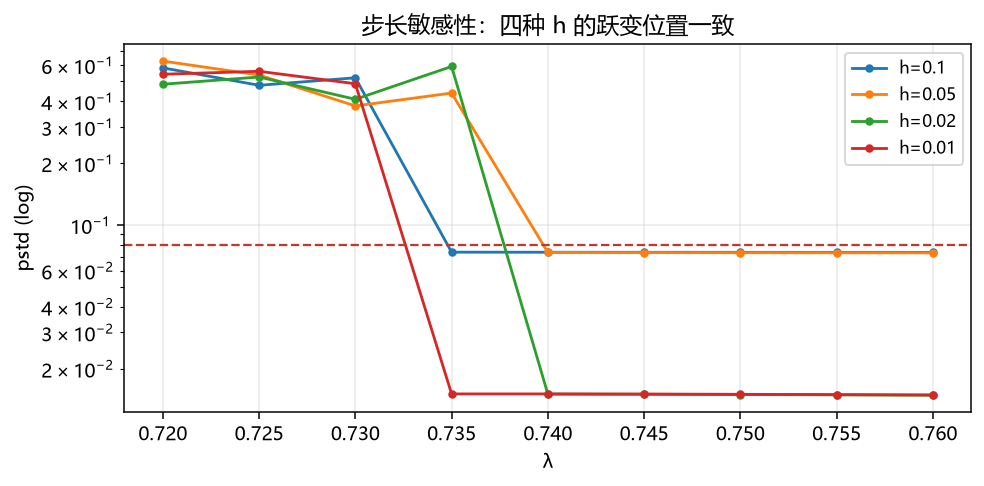 步长敏感性：四种 h 的跃变位置一致
pstd (log)
6 × 10⁻¹
4 × 10⁻¹
3 × 10⁻¹
2 × 10⁻¹
10⁻¹
6 × 10⁻²
4 × 10⁻²
3 × 10⁻²
2 × 10⁻²
h=0.1
h=0.05
h=0.02
h=0.01
0.720 0.725 0.730 0.735 0.740 0.745 0.750 0.755 0.760
λ